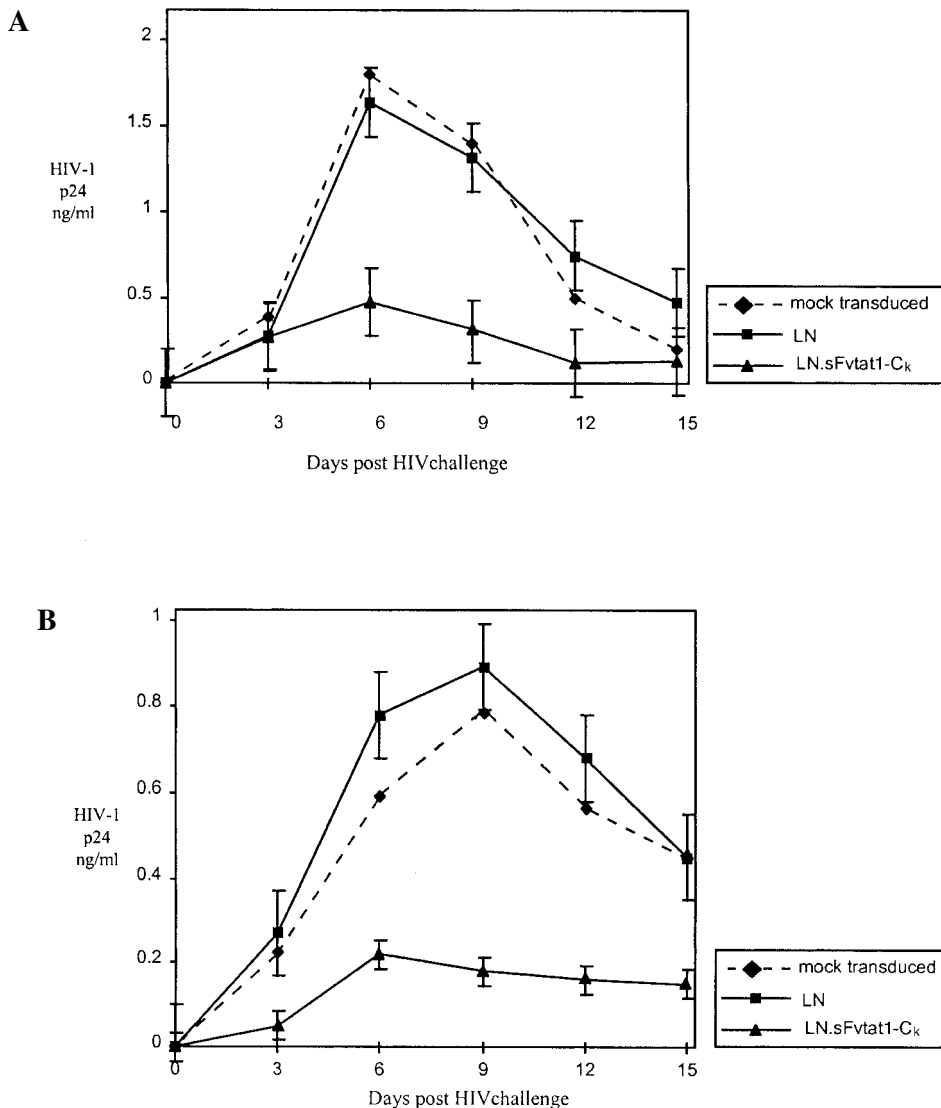 A
2
1.5
1
0.5
0
HIV-1
p24
ng/ml
0 3 6 9 12 15
Days post HIVchallenge
mock transduced
LN
LN.sFvtat1-Ck
B
1
0.8
0.6
0.4
0.2
0
HIV-1
p24
ng/ml
0 3 6 9 12 15
Days post HIVchallenge
mock transduced
LN
LN.sFvtat1-Ck